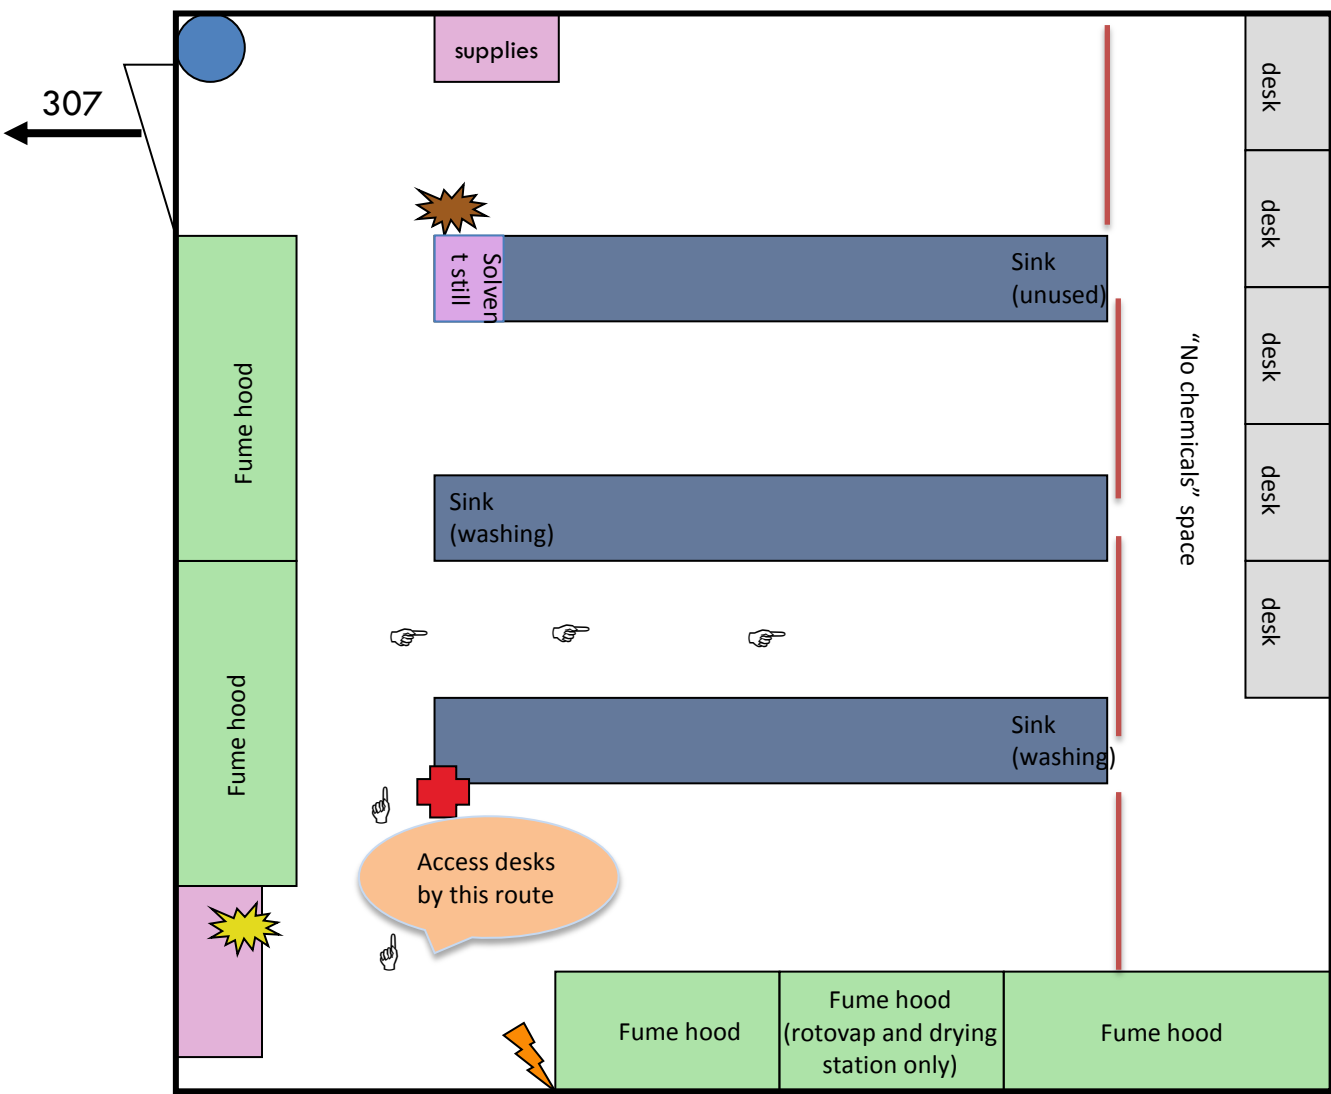 307
supplies
desk
desk
desk
desk
desk
Solven
t still
Sink
(unused)
Fume hood
“No chemicals” space
Sink
(washing)
Fume hood
Sink
(washing)
Access desks
by this route
Fume hood
Fume hood
(rotovap and drying
station only)
Fume hood